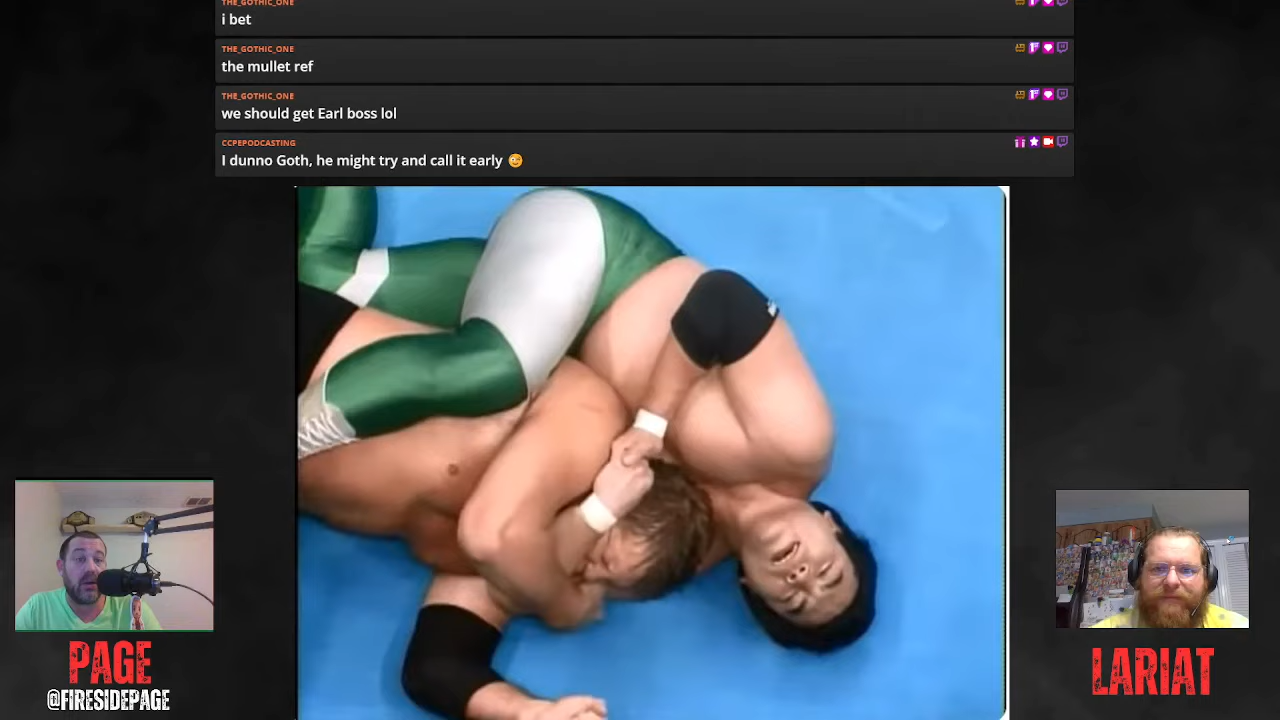 THE_GOTHIC_ONE
i bet
THE_GOTHIC_ONE
the mullet ref
THE_GOTHIC_ONE
we should get Earl boss lol
CCPEPODCASTING
I dunno Goth, he might try and call it early
PAGE
@FIRESIDEPAGE
LARIAT